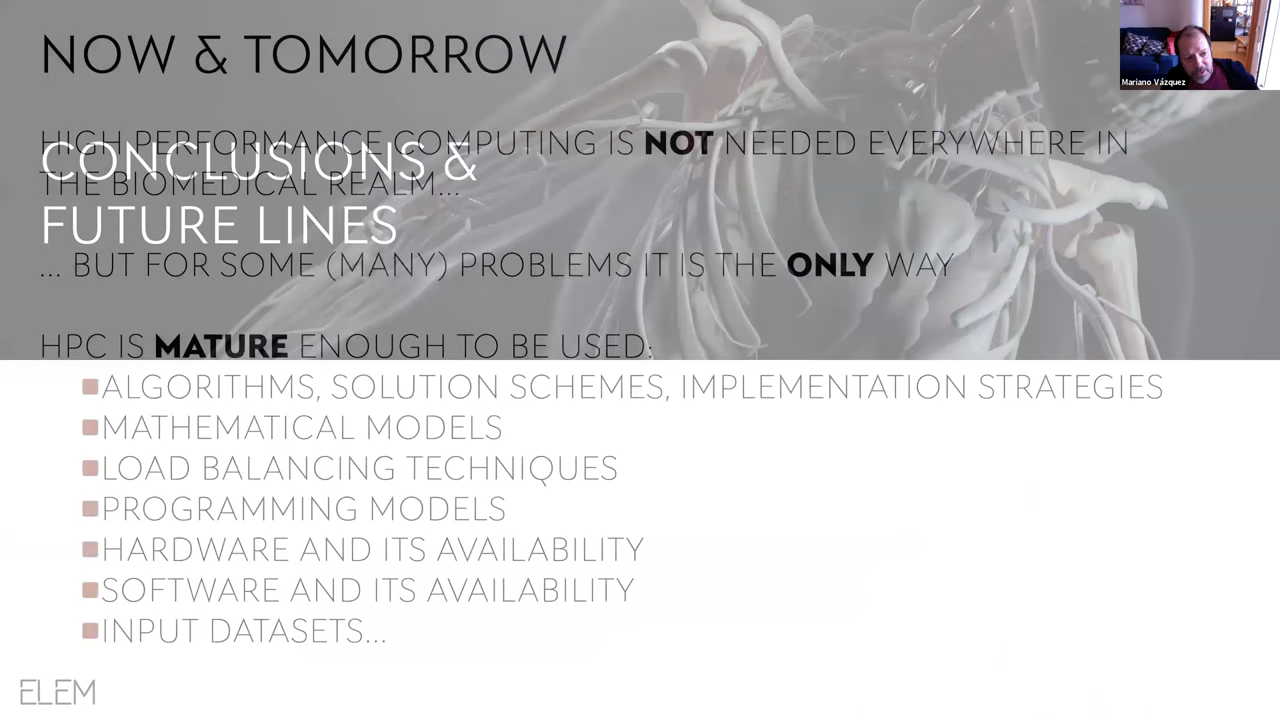 NOW & TOMORROW
Mariano Vázquez
HIGH PERFORMANCE COMPUTING IS NOT NEEDED EVERYWHERE IN
THE BIOMEDICAL REALM...
CONCLUSIONS &
FUTURE LINES
... BUT FOR SOME (MANY) PROBLEMS IT IS THE ONLY WAY
HPC IS MATURE ENOUGH TO BE USED:
ALGORITHMS, SOLUTION SCHEMES, IMPLEMENTATION STRATEGIES
MATHEMATICAL MODELS
LOAD BALANCING TECHNIQUES
PROGRAMMING MODELS
HARDWARE AND ITS AVAILABILITY
SOFTWARE AND ITS AVAILABILITY
INPUT DATASETS...
ELEM